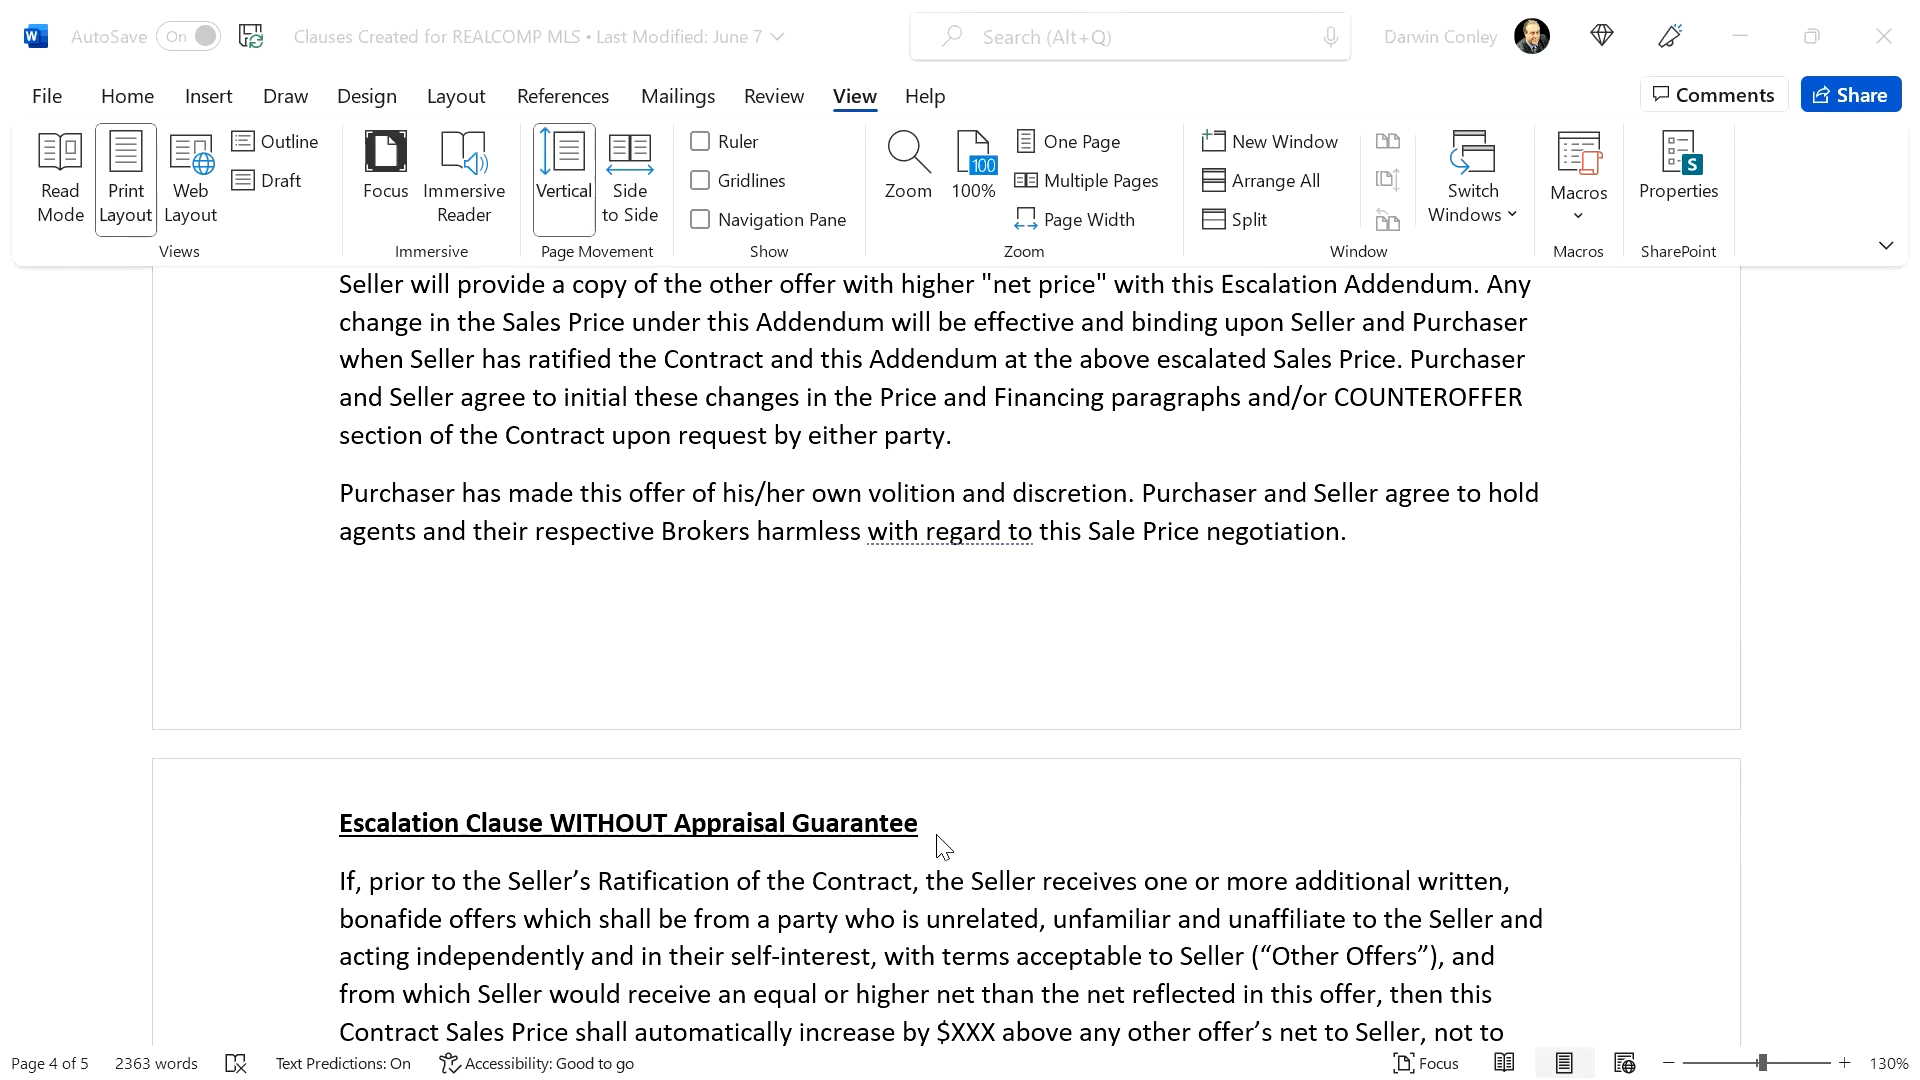 W AutoSave On Clauses Created for REALCOMP MLS • Last Modified: June 7 Search (Alt+Q) Darwin Conley
File Home Insert Draw Design Layout References Mailings Review View Help Comments Share
Read Mode
Print Layout
Web Layout
Outline
Draft
Views
Focus
Immersive Reader
Immersive
Vertical
Side to Side
Page Movement
Ruler
Gridlines
Navigation Pane
Show
Zoom
100
100%
One Page
Multiple Pages
Page Width
Zoom
New Window
Arrange All
Split
Switch Windows
Window
Macros
Macros
S
Properties
SharePoint
Seller will provide a copy of the other offer with higher "net price" with this Escalation Addendum. Any
change in the Sales Price under this Addendum will be effective and binding upon Seller and Purchaser
when Seller has ratified the Contract and this Addendum at the above escalated Sales Price. Purchaser
and Seller agree to initial these changes in the Price and Financing paragraphs and/or COUNTEROFFER
section of the Contract upon request by either party.
Purchaser has made this offer of his/her own volition and discretion. Purchaser and Seller agree to hold
agents and their respective Brokers harmless with regard to this Sale Price negotiation.
Escalation Clause WITHOUT Appraisal Guarantee
If, prior to the Seller’s Ratification of the Contract, the Seller receives one or more additional written,
bonafide offers which shall be from a party who is unrelated, unfamiliar and unaffiliate to the Seller and
acting independently and in their self-interest, with terms acceptable to Seller (“Other Offers”), and
from which Seller would receive an equal or higher net than the net reflected in this offer, then this
Contract Sales Price shall automatically increase by $XXX above any other offer’s net to Seller, not to
Page 4 of 5 2363 words Text Predictions: On Accessibility: Good to go Focus 130%